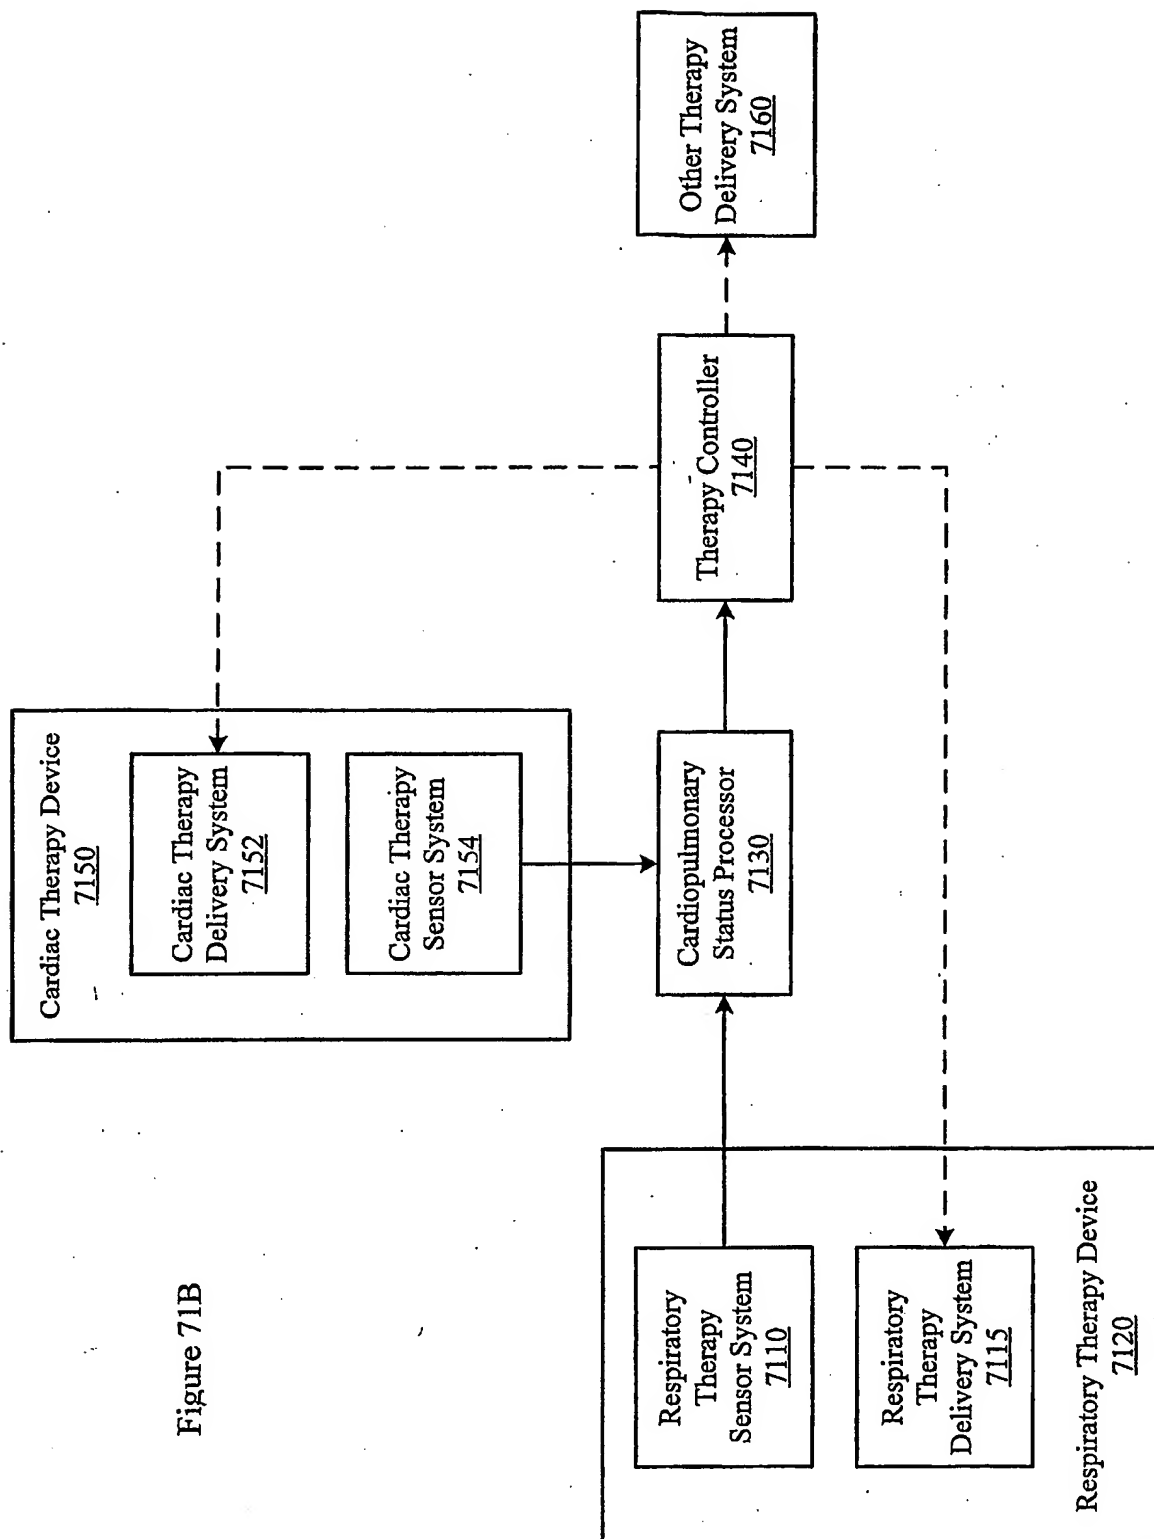 Figure 71B
Cardiac Therapy Device
7150
Cardiac Therapy
Delivery System
7152
Cardiac Therapy
Sensor System
7154
Respiratory
Therapy
Sensor System
7110
Cardiopulmonary
Status Processor
7130
Therapy Controller
7140
Other Therapy
Delivery System
7160
Respiratory
Therapy
Delivery System
7115
Respiratory Therapy Device
7120